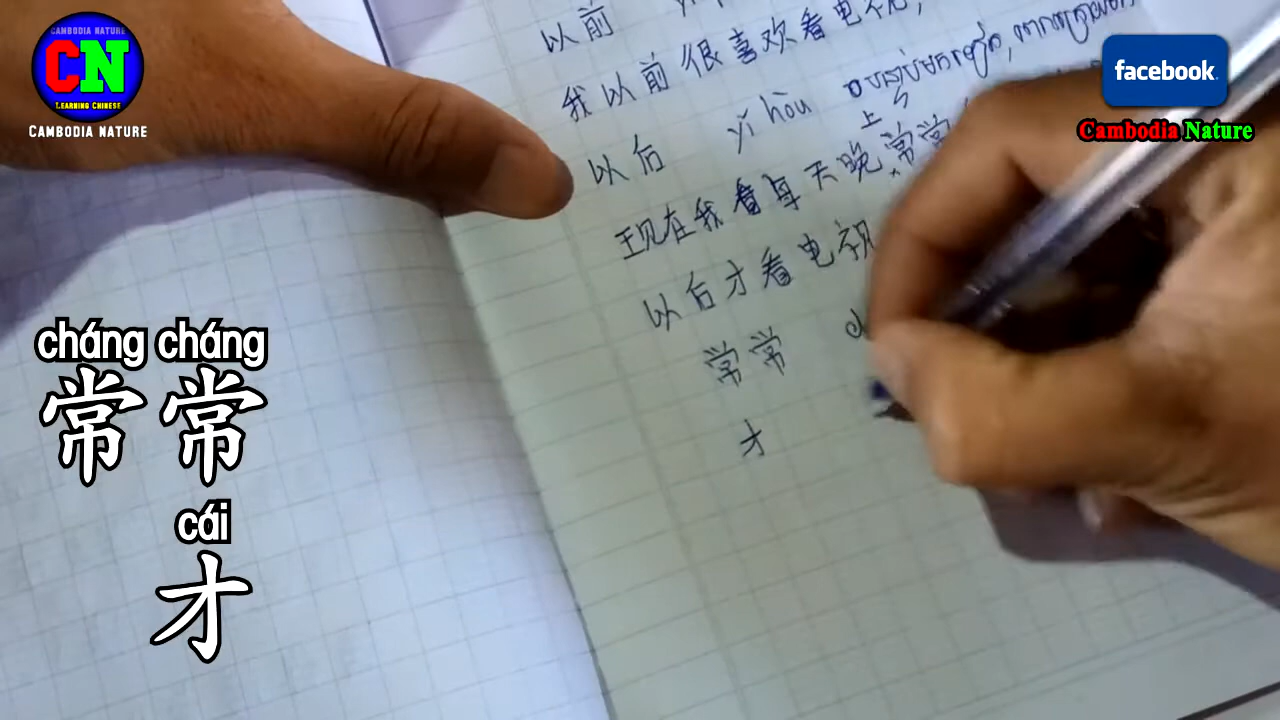 CAMBODIA NATURE
CN
LEARNING CHINESE
CAMBODIA NATURE
facebook
Cambodia Nature
以前
我以前很喜欢看电视,
以后 yǐ hòu
上
现在我看每天晚常常
以后才看电视
常常
才
cháng cháng
常常
cái
才